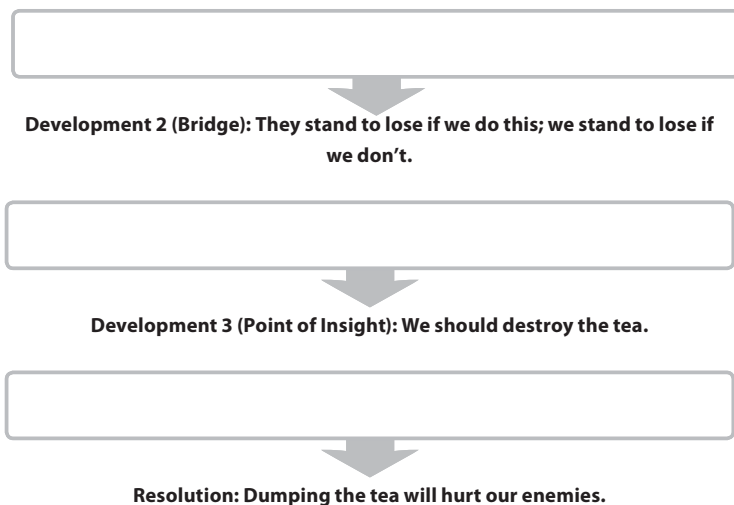 Development 2 (Bridge): They stand to lose if we do this; we stand to lose if
we don’t.
Development 3 (Point of Insight): We should destroy the tea.
Resolution: Dumping the tea will hurt our enemies.